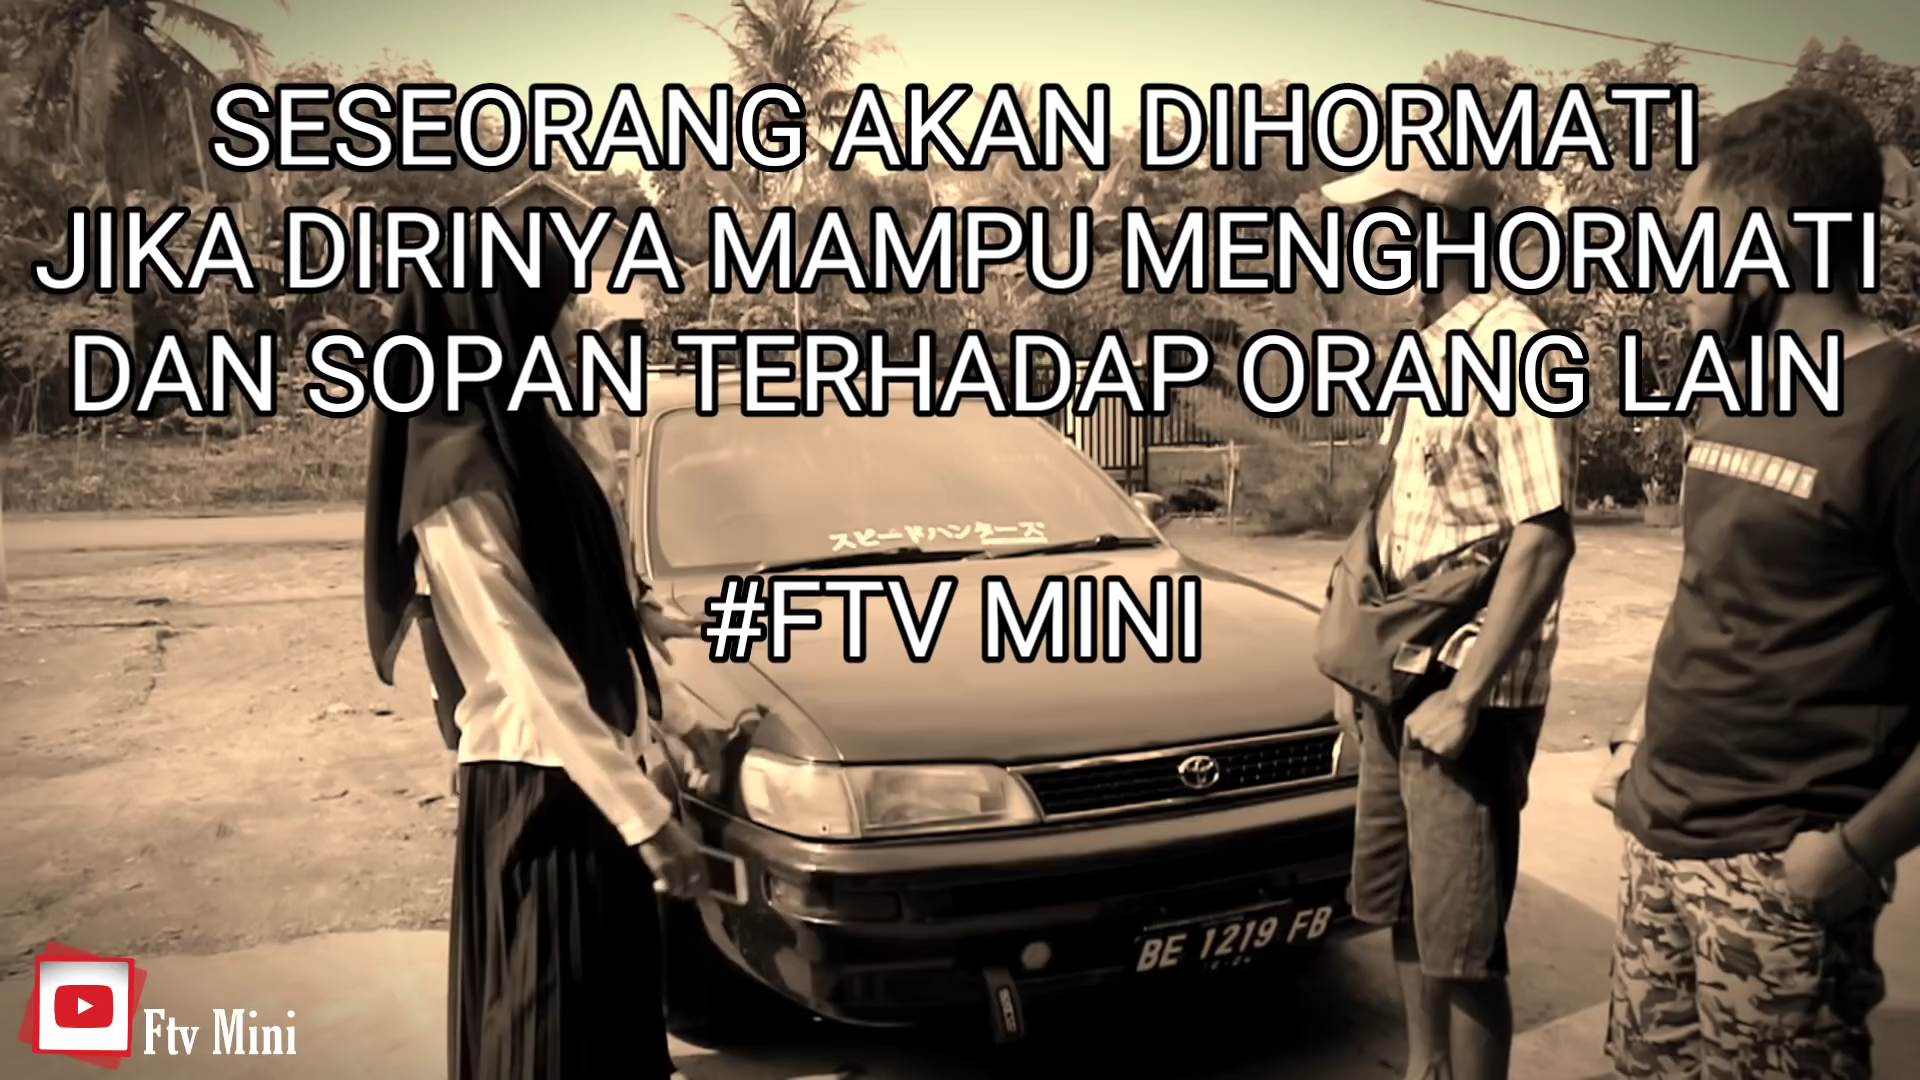 SESEORANG AKAN DIHORMATI
JIKA DIRINYA MAMPU MENGHORMATI
DAN SOPAN TERHADAP ORANG LAIN
スピードハンターズ
#FTV MINI
BE 1219 FB
Ftv Mini